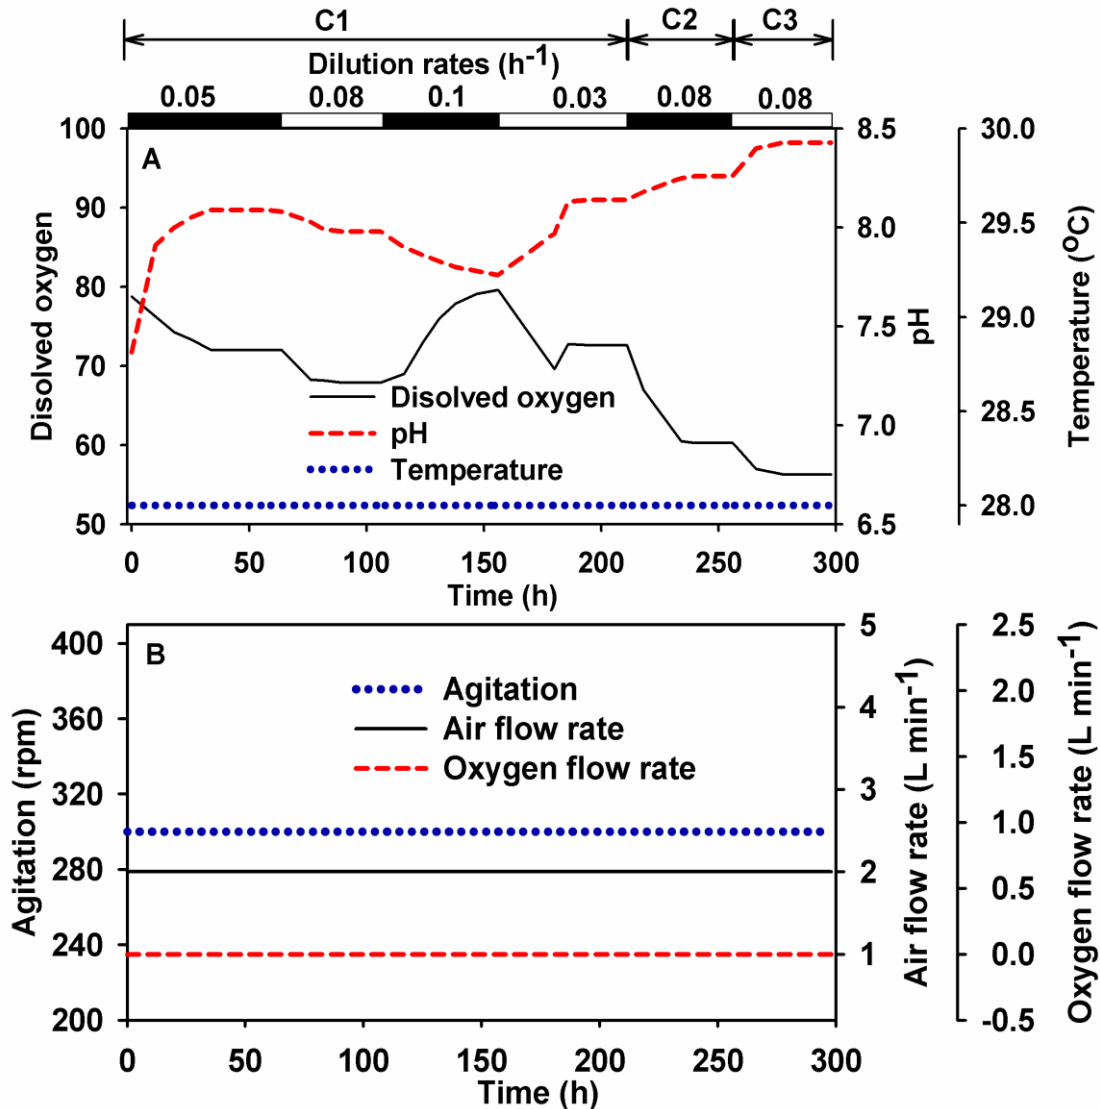 C1 C2 C3
Dilution rates (h-1)
0.05 0.08 0.1 0.03 0.08 0.08
A
100
90
80
70
60
50
Disolved oxygen
8.5
8.0
7.5
7.0
6.5
pH
30.0
29.5
29.0
28.5
28.0
Temperature (oC)
Disolved oxygen
pH
Temperature
0 50 100 150 200 250 300
Time (h)
B
400
360
320
280
240
200
Agitation (rpm)
5
4
3
2
1
Air flow rate (L min-1)
2.5
2.0
1.5
1.0
0.5
0.0
-0.5
Oxygen flow rate (L min-1)
Agitation
Air flow rate
Oxygen flow rate
0 50 100 150 200 250 300
Time (h)